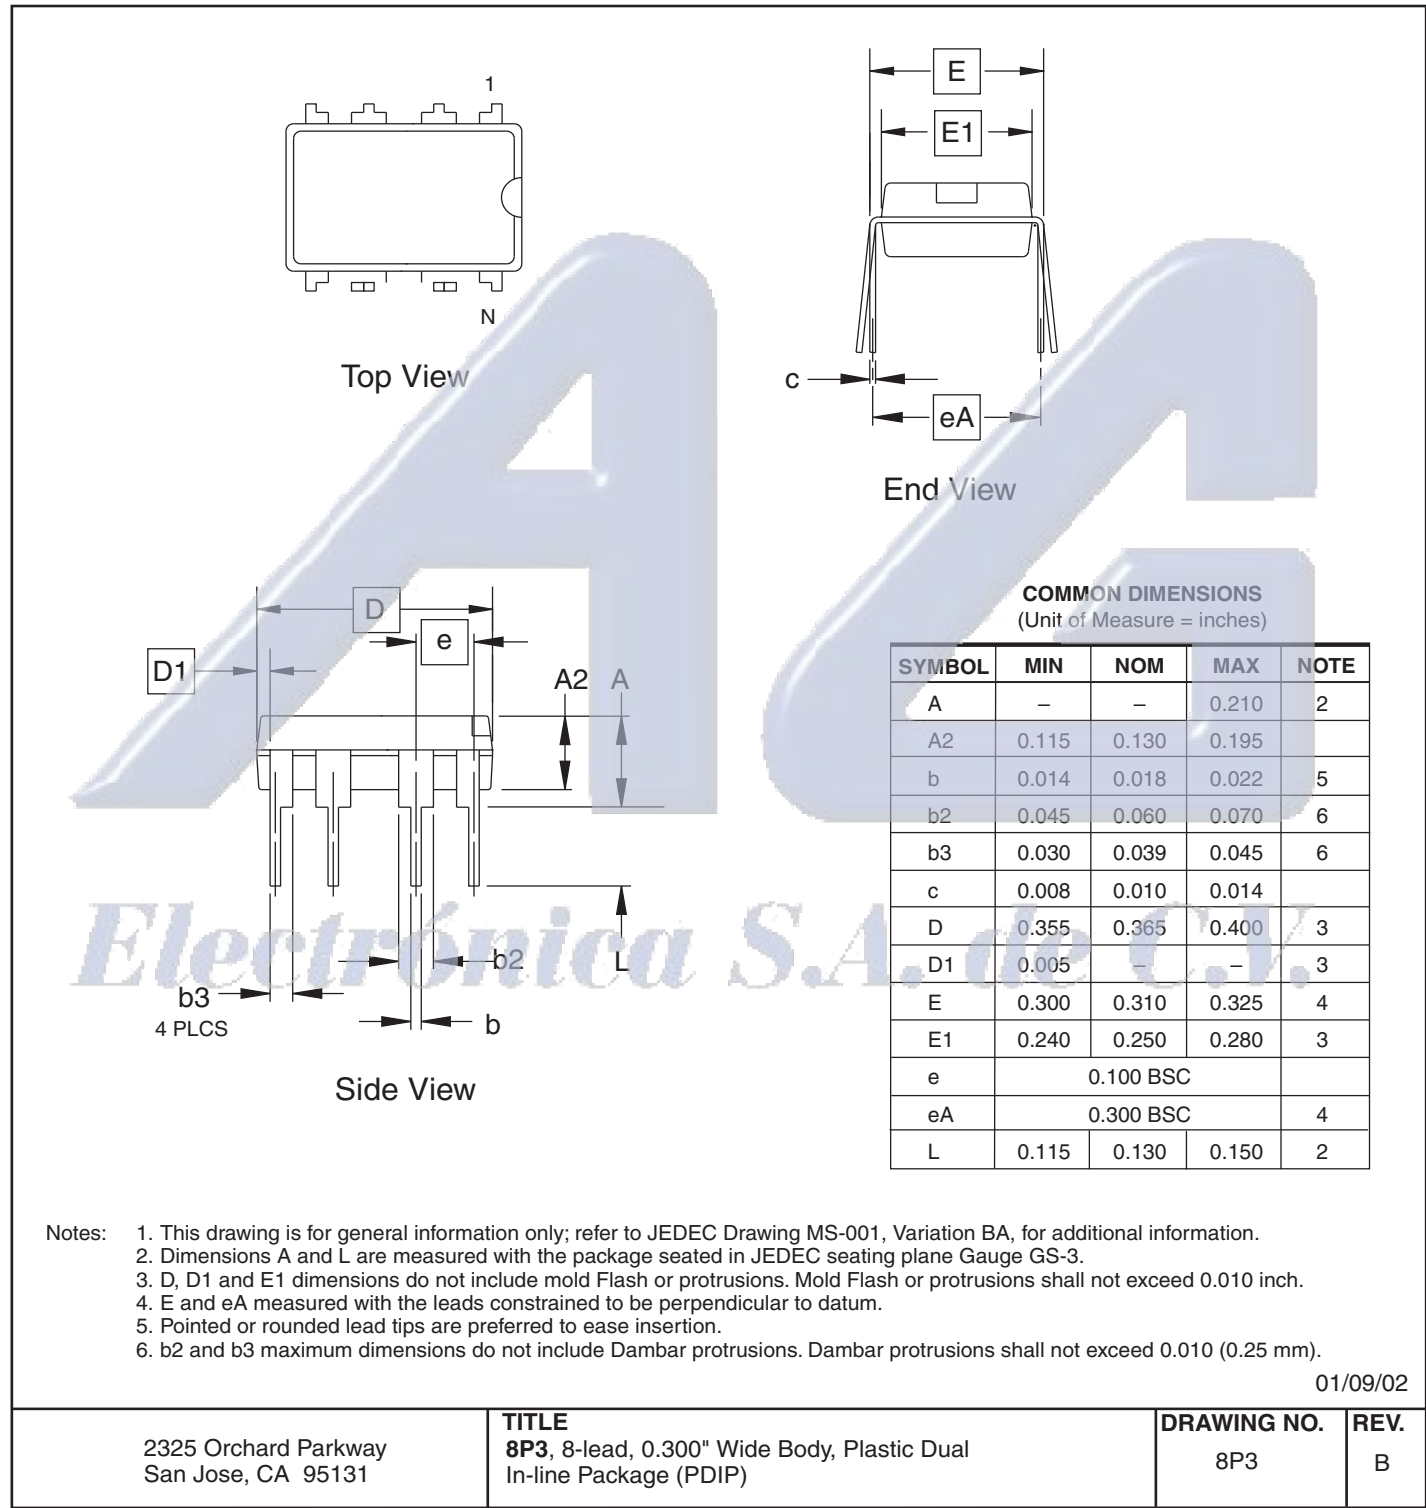 1
N
Top View
E
E1
c
eA
End View
D
e
D1
A2 A
b3
4 PLCS
b2
L
b
Side View
COMMON DIMENSIONS
(Unit of Measure = inches)
SYMBOL MIN NOM MAX NOTE
A – – 0.210 2
A2 0.115 0.130 0.195
b 0.014 0.018 0.022 5
b2 0.045 0.060 0.070 6
b3 0.030 0.039 0.045 6
c 0.008 0.010 0.014
D 0.355 0.365 0.400 3
D1 0.005 – – 3
E 0.300 0.310 0.325 4
E1 0.240 0.250 0.280 3
e 0.100 BSC
eA 0.300 BSC 4
L 0.115 0.130 0.150 2
AG
Electrónica S.A. de C.V.
Notes: 1. This drawing is for general information only; refer to JEDEC Drawing MS-001, Variation BA, for additional information.
2. Dimensions A and L are measured with the package seated in JEDEC seating plane Gauge GS-3.
3. D, D1 and E1 dimensions do not include mold Flash or protrusions. Mold Flash or protrusions shall not exceed 0.010 inch.
4. E and eA measured with the leads constrained to be perpendicular to datum.
5. Pointed or rounded lead tips are preferred to ease insertion.
6. b2 and b3 maximum dimensions do not include Dambar protrusions. Dambar protrusions shall not exceed 0.010 (0.25 mm).
01/09/02
2325 Orchard Parkway
San Jose, CA 95131
TITLE
8P3, 8-lead, 0.300" Wide Body, Plastic Dual
In-line Package (PDIP)
DRAWING NO.
8P3
REV.
B